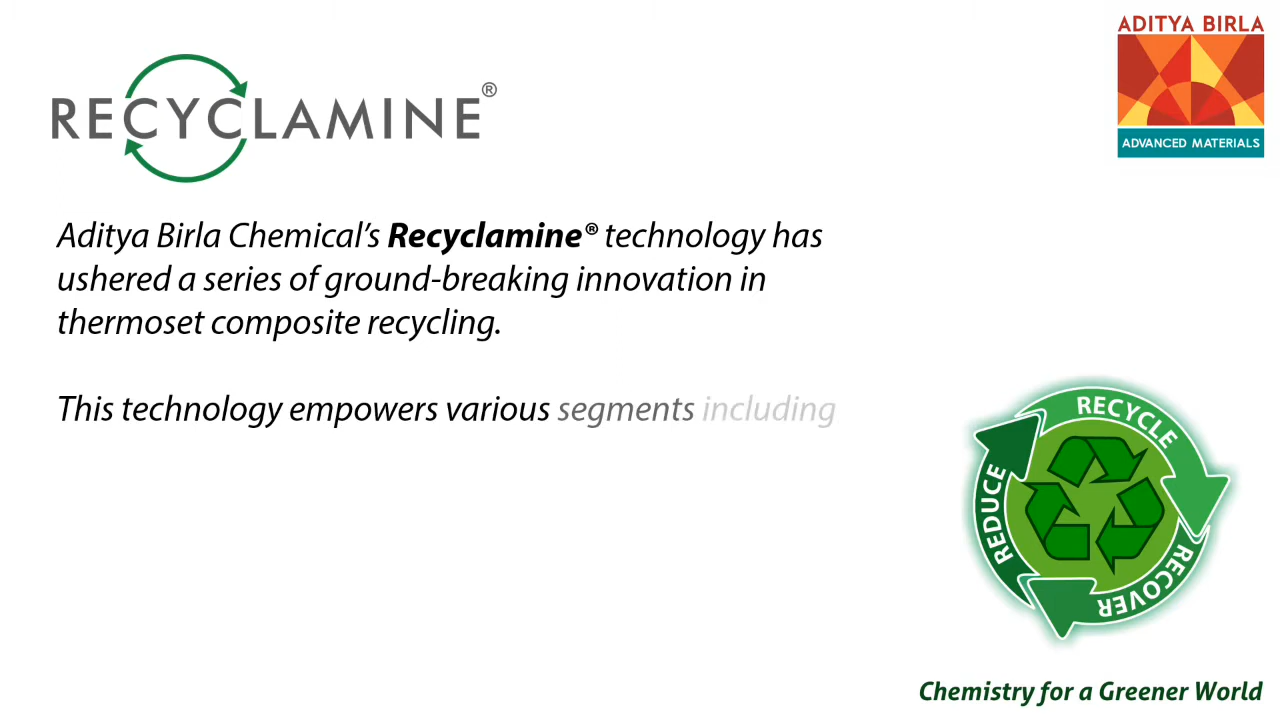 ADITYA BIRLA
ADVANCED MATERIALS
RECYCLAMINE®
Aditya Birla Chemical’s Recyclamine® technology has
ushered a series of ground-breaking innovation in
thermoset composite recycling.
This technology empowers various segments including
RECYCLE
REDUCE
RECOVER
Chemistry for a Greener World